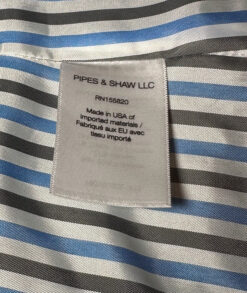 PIPES & SHAW LLC
RN155820
Made in USA of
imported materials /
Fabriqué aux EU avec
tissu importé